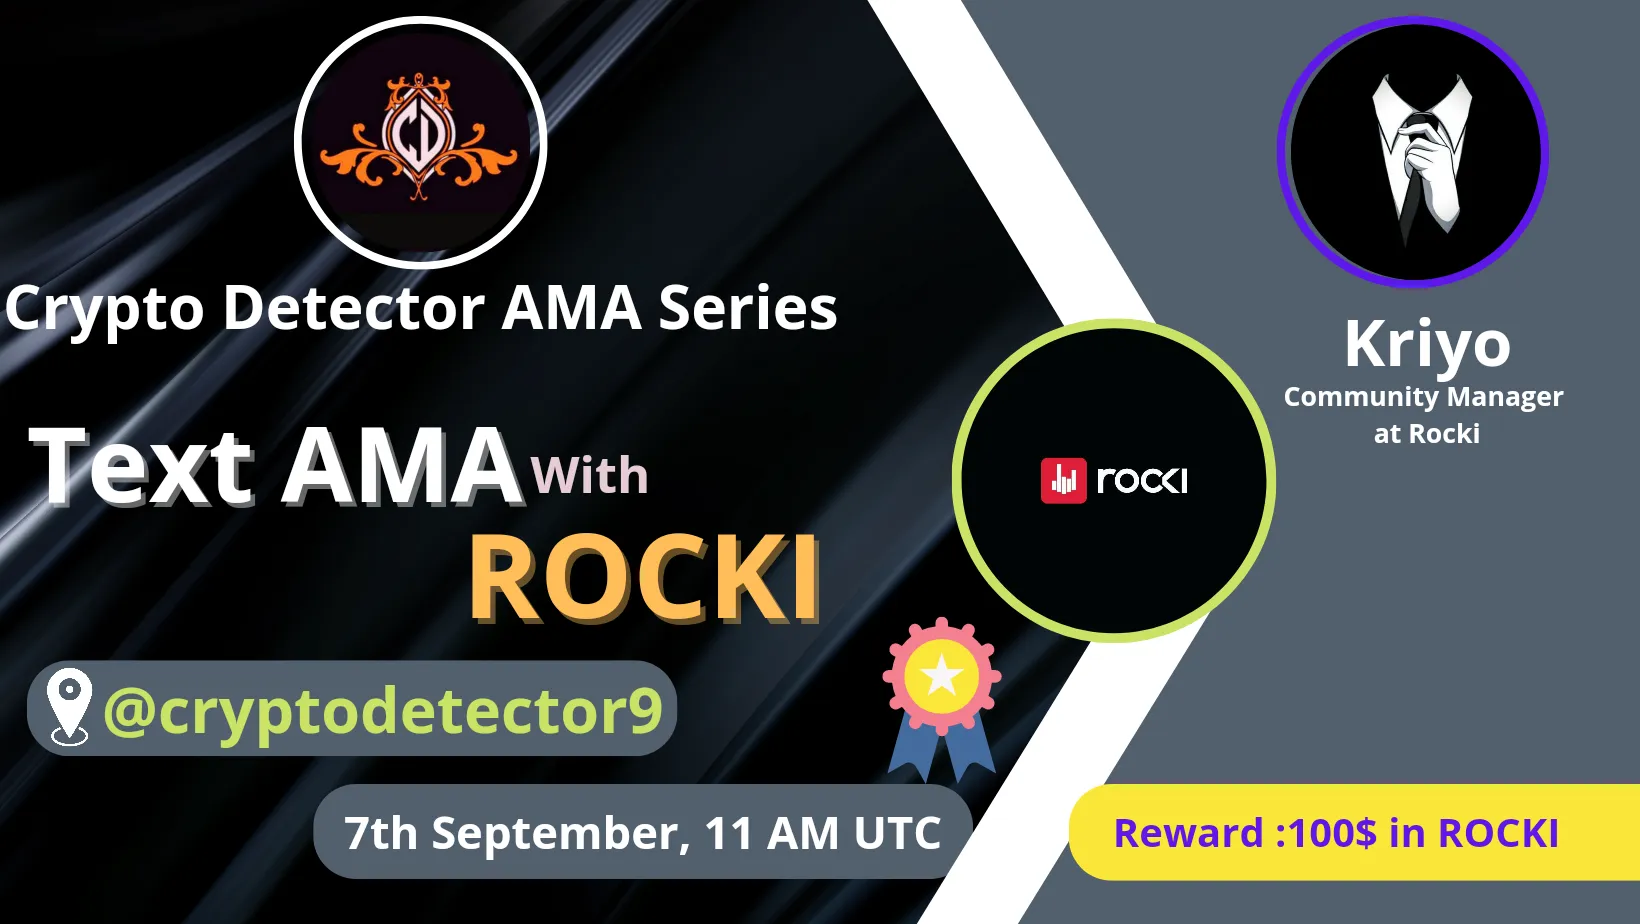 CD
Crypto Detector AMA Series
Text AMA With
ROCKI
@cryptodetector9
7th September, 11 AM UTC
rocki
Kriyo
Community Manager
at Rocki
Reward :100$ in ROCKI